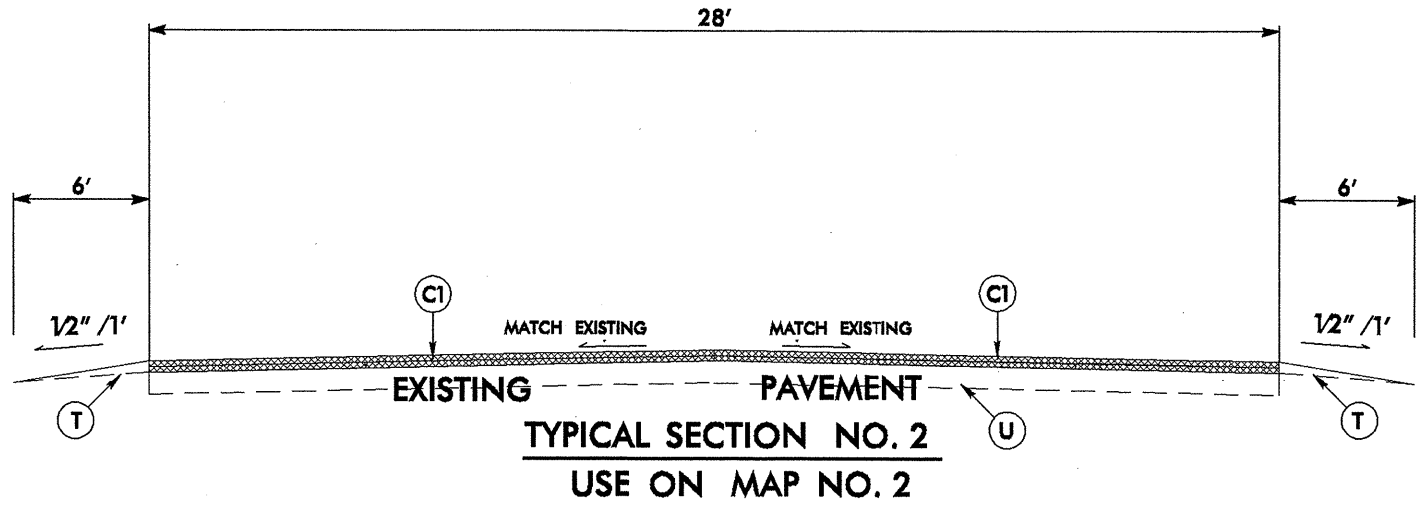 28'
6'
6'
C1
C1
1/2" /1'
MATCH EXISTING
MATCH EXISTING
1/2" /1'
EXISTING
PAVEMENT
T
U
T
TYPICAL SECTION NO. 2
USE ON MAP NO. 2